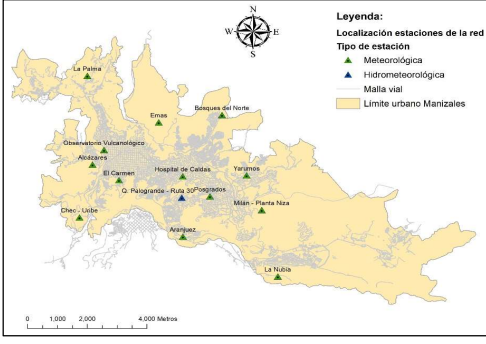 N
W
E
S
Leyenda:
Localización estaciones de la red
Tipo de estación
Meteorológica
Hidrometeorológica
Malla vial
Límite urbano Manizales
La Palma
Bosques del Norte
Emas
Observatorio Vulcanológico
Alcázares
El Carmen
Hospital de Caldas
Yarumos
Q. Palogrande - Ruta 30
Posgrados
Milán - Planta Niza
Chec - Uribe
Aranjuez
La Nubia
0 1,000 2,000 4,000 Metros